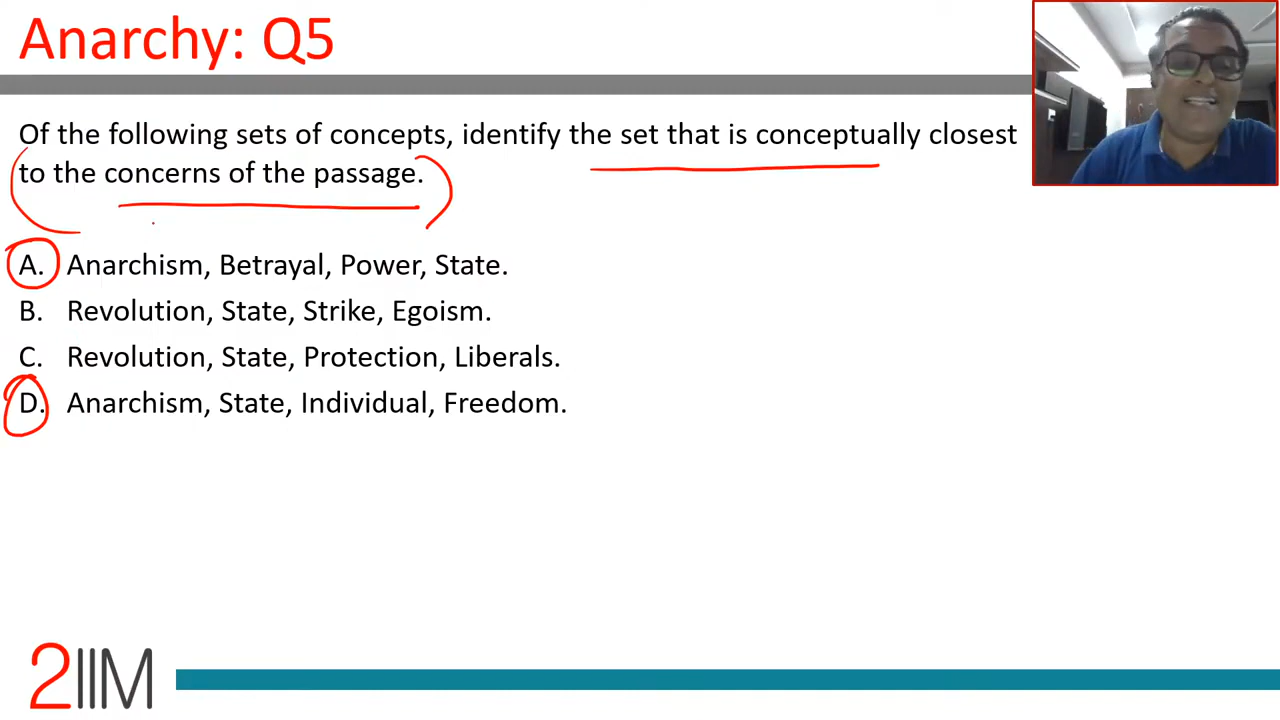 Anarchy: Q5
Of the following sets of concepts, identify the set that is conceptually closest
to the concerns of the passage.
A. Anarchism, Betrayal, Power, State.
B. Revolution, State, Strike, Egoism.
C. Revolution, State, Protection, Liberals.
D. Anarchism, State, Individual, Freedom.
2IIM